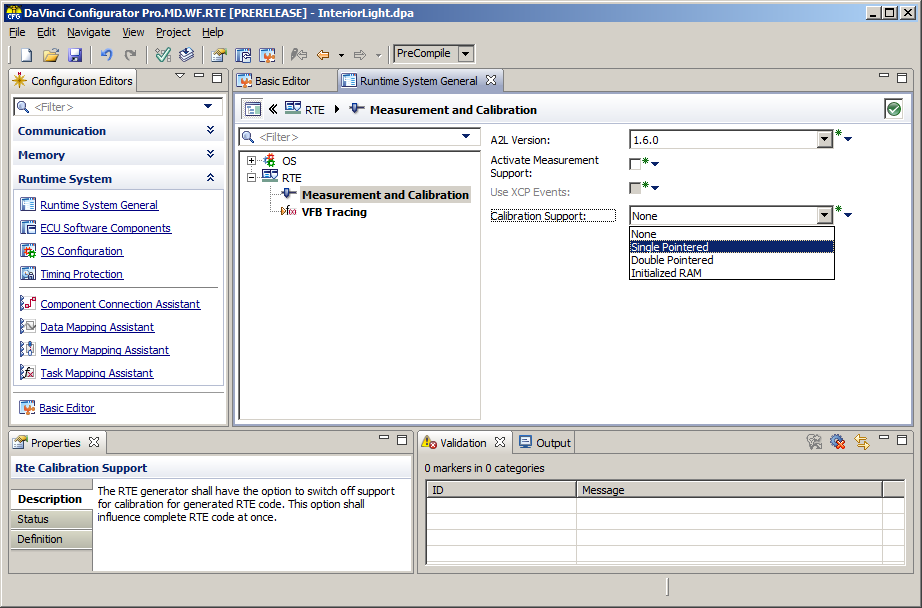 DaVinci Configurator Pro.MD.WF.RTE [PRERELEASE] - InteriorLight.dpa
File Edit Navigate View Project Help
PreCompile
Configuration Editors
<Filter>
Communication
Memory
Runtime System
Runtime System General
ECU Software Components
OS Configuration
Timing Protection
Component Connection Assistant
Data Mapping Assistant
Memory Mapping Assistant
Task Mapping Assistant
Basic Editor
Basic Editor
Runtime System General
RTE
Measurement and Calibration
<Filter>
OS
RTE
Measurement and Calibration
VFB Tracing
A2L Version:
1.6.0
Activate Measurement
Support:
Use XCP Events:
Calibration Support:
None
None
Single Pointered
Double Pointered
Initialized RAM
Properties
Rte Calibration Support
Description
Status
Definition
The RTE generator shall have the option to switch off support
for calibration for generated RTE code. This option shall
influence complete RTE code at once.
Validation
Output
0 markers in 0 categories
ID
Message